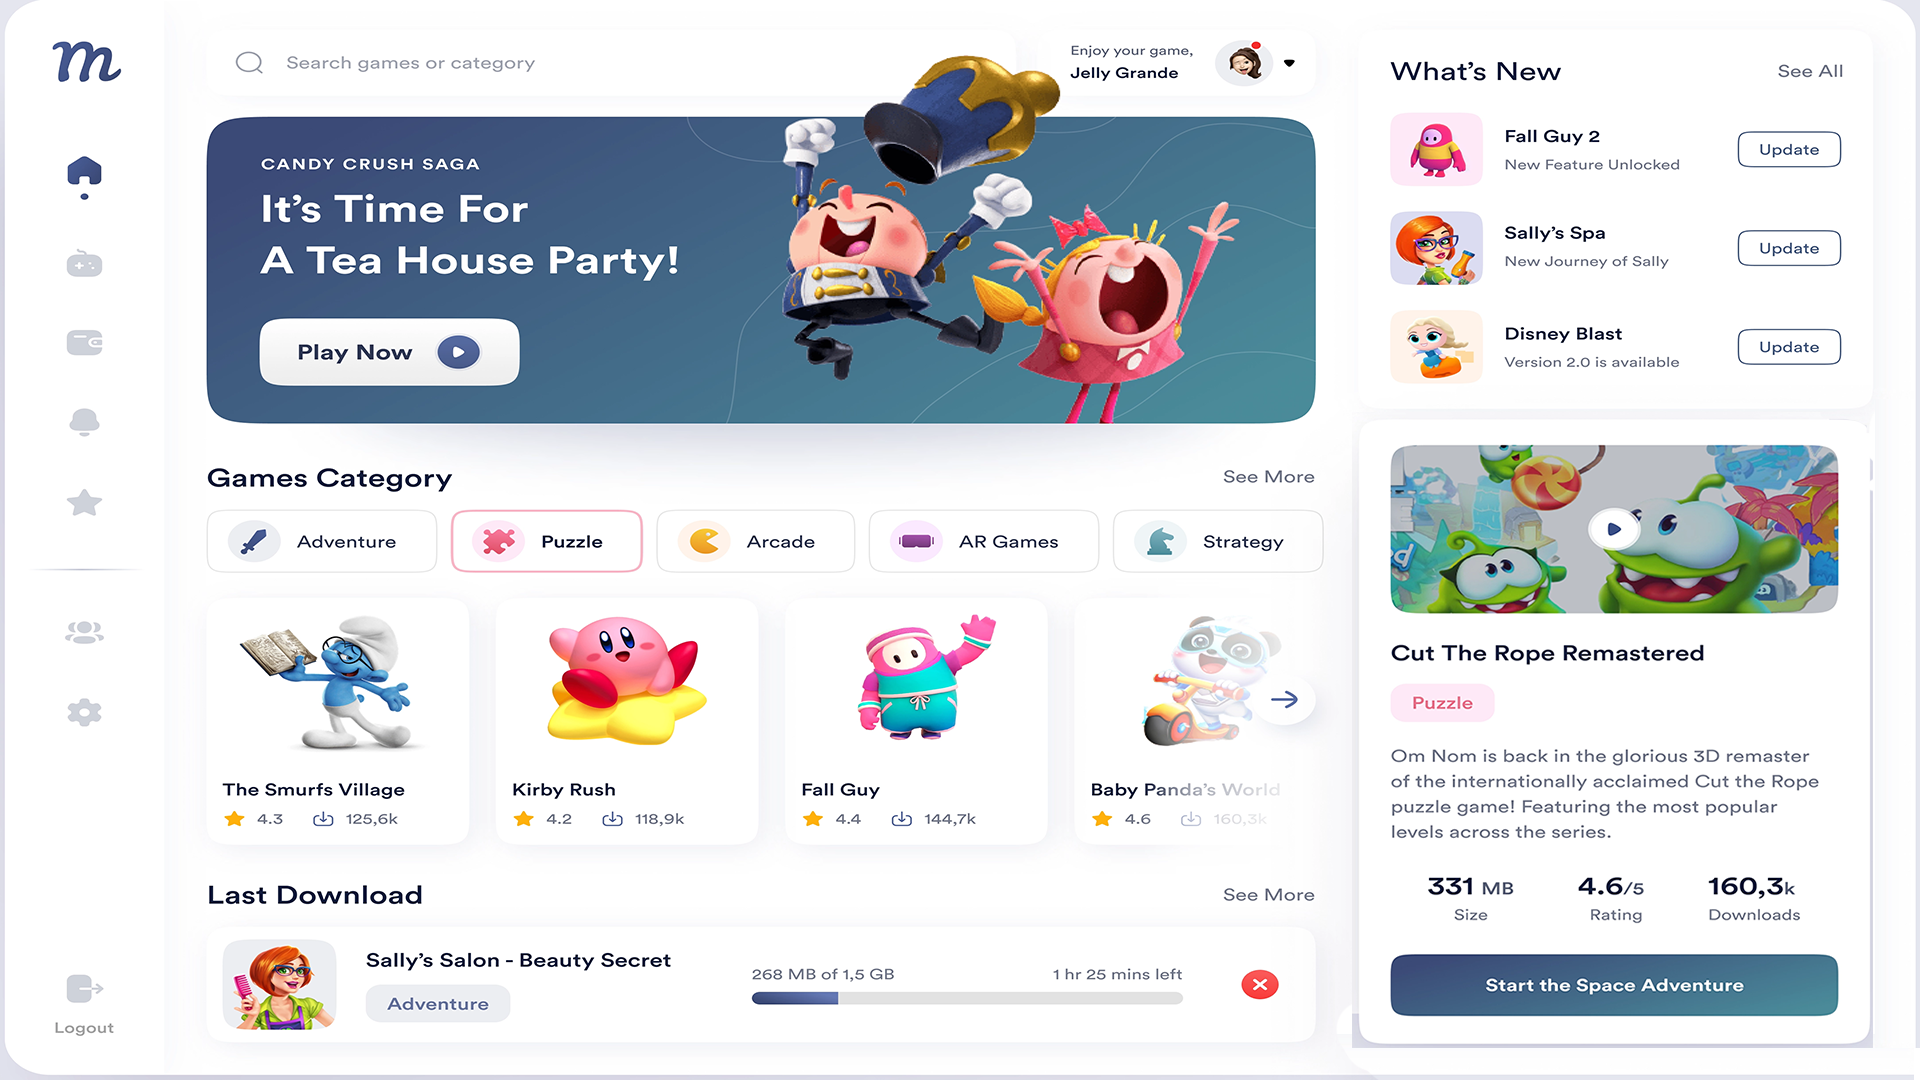 m
Search games or category
Enjoy your game,
Jelly Grande
CANDY CRUSH SAGA
It's Time For
A Tea House Party!
Play Now
Games Category
See More
Adventure
Puzzle
Arcade
AR Games
Strategy
The Smurfs Village
4.3 125,6k
Kirby Rush
4.2 118,9k
Fall Guy
4.4 144,7k
Baby Panda's World
4.6 160,3k
Last Download
See More
Sally's Salon - Beauty Secret
Adventure
268 MB of 1,5 GB
1 hr 25 mins left
Logout
What's New
See All
Fall Guy 2
New Feature Unlocked
Update
Sally's Spa
New Journey of Sally
Update
Disney Blast
Version 2.0 is available
Update
Cut The Rope Remastered
Puzzle
Om Nom is back in the glorious 3D remaster
of the internationally acclaimed Cut the Rope
puzzle game! Featuring the most popular
levels across the series.
331 MB
Size
4.6/5
Rating
160,3k
Downloads
Start the Space Adventure